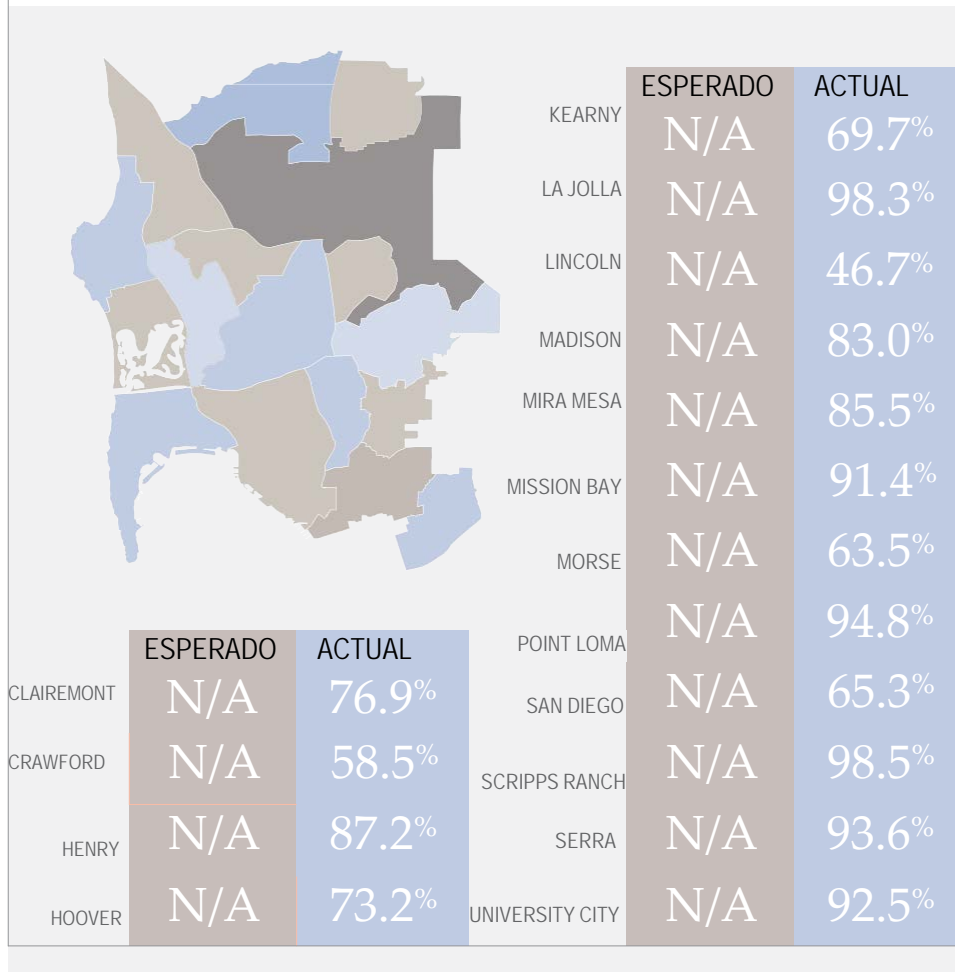 ESPERADO ACTUAL
KEARNY N/A 69.7%
LA JOLLA N/A 98.3%
LINCOLN N/A 46.7%
MADISON N/A 83.0%
MIRA MESA N/A 85.5%
MISSION BAY N/A 91.4%
MORSE N/A 63.5%
POINT LOMA N/A 94.8%
SAN DIEGO N/A 65.3%
SCRIPPS RANCH N/A 98.5%
SERRA N/A 93.6%
UNIVERSITY CITY N/A 92.5%
ESPERADO ACTUAL
CLAIREMONT N/A 76.9%
CRAWFORD N/A 58.5%
HENRY N/A 87.2%
HOOVER N/A 73.2%